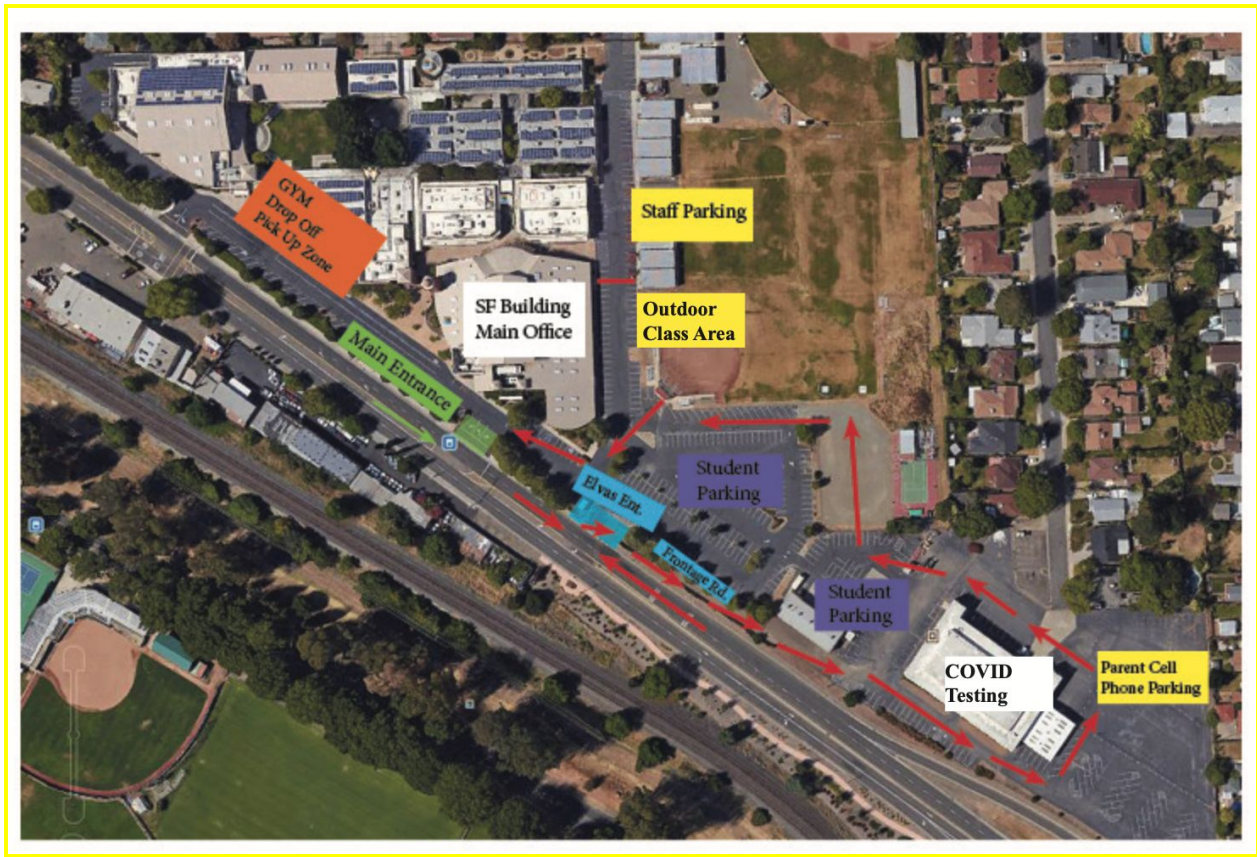 GYM
Drop Off
Pick Up Zone
Staff Parking
SF Building
Main Office
Outdoor
Class Area
Main Entrance
Student
Parking
Elvas Ent.
Frontage Rd.
Student
Parking
COVID
Testing
Parent Cell
Phone Parking